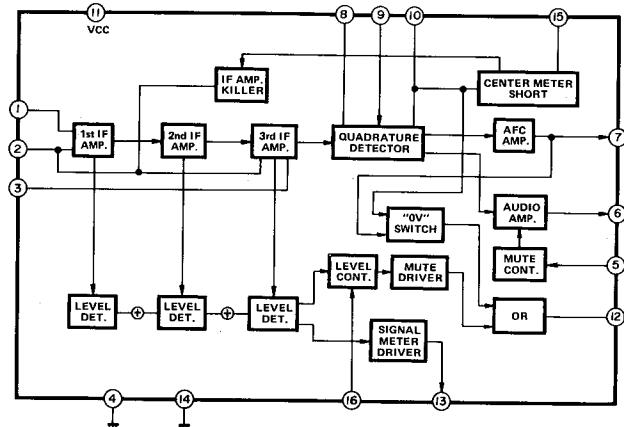 11
VCC
8
9
10
15
IF AMP.
KILLER
CENTER METER
SHORT
1
1st IF
AMP.
2nd IF
AMP.
3rd IF
AMP.
QUADRATURE
DETECTOR
AFC
AMP.
7
2
3
"0V"
SWITCH
AUDIO
AMP.
6
LEVEL
CONT.
MUTE
DRIVER
MUTE
CONT.
5
LEVEL
DET.
+
LEVEL
DET.
+
LEVEL
DET.
OR
12
SIGNAL
METER
DRIVER
4
14
16
13